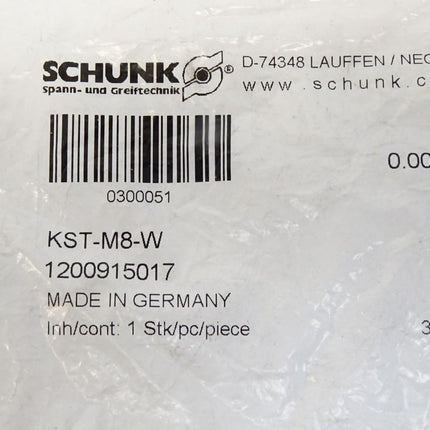 SCHUNK ® D-74348 LAUFFEN / NEC
Spann- und Greiftechnik www.schunk.c
0300051
0.00
KST-M8-W
1200915017
MADE IN GERMANY
Inh/cont: 1 Stk/pc/piece 3